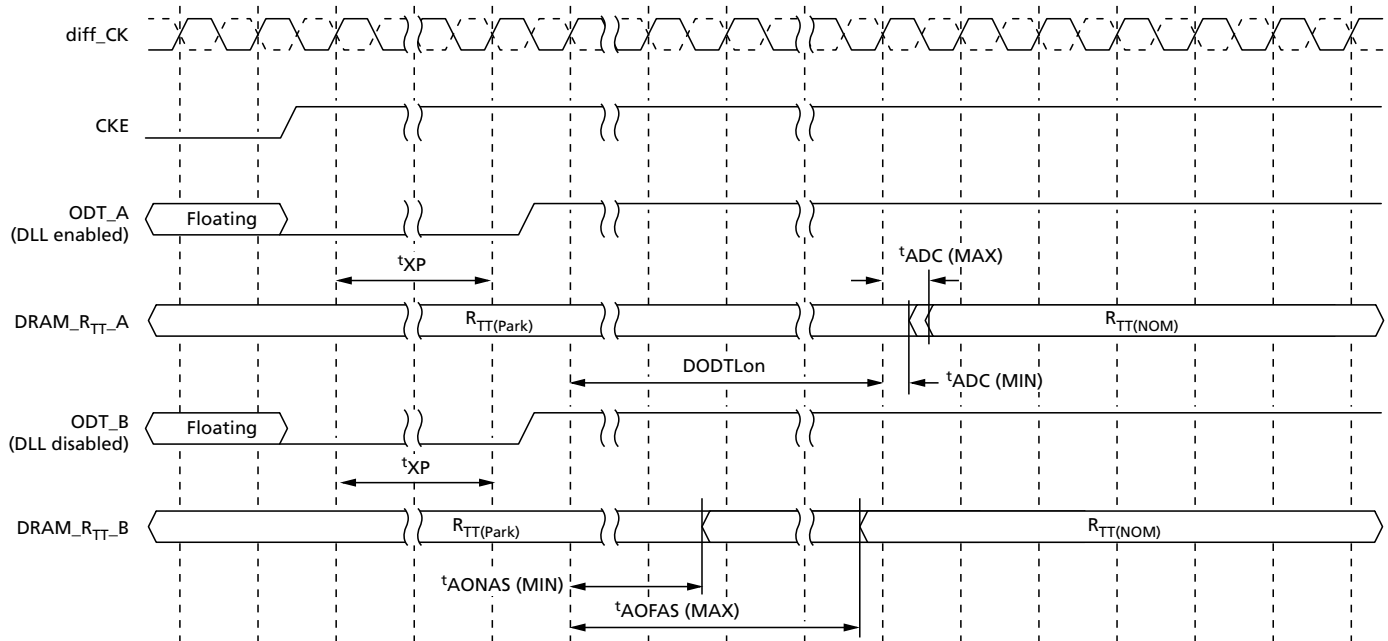 diff_CK
CKE
ODT_A
(DLL enabled)
Floating
tXP
tADC (MAX)
DRAM_RTT_A
RTT(Park)
RTT(NOM)
DODTLon
tADC (MIN)
ODT_B
(DLL disabled)
Floating
tXP
DRAM_RTT_B
RTT(Park)
RTT(NOM)
tAONAS (MIN)
tAOFAS (MAX)